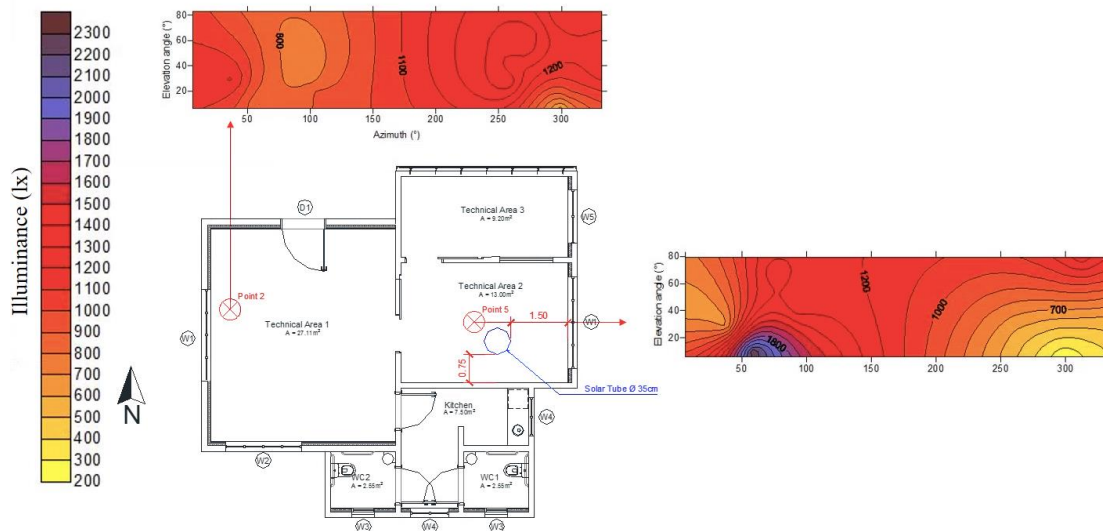 Illuminance (lx)
2300
2200
2100
2000
1900
1800
1700
1600
1500
1400
1300
1200
1100
1000
900
800
700
600
500
400
300
200
N
Elevation angle (°)
80
60
40
20
800
1100
1200
50
100
150
200
250
300
Azimuth (°)
D1
Technical Area 3
A = 9.20m²
W5
Point 2
Technical Area 1
A = 27.11m²
W1
Technical Area 2
A = 13.00m²
Point 5
1.50
W1
0.75
Solar Tube Ø 35cm
Kitchen
A = 7.50m²
W4
W2
WC2
A = 2.55m²
WC1
A = 2.55m²
W3
W4
W3
Elevation angle (°)
80
60
40
20
1800
1200
1000
700
50
100
150
200
250
300